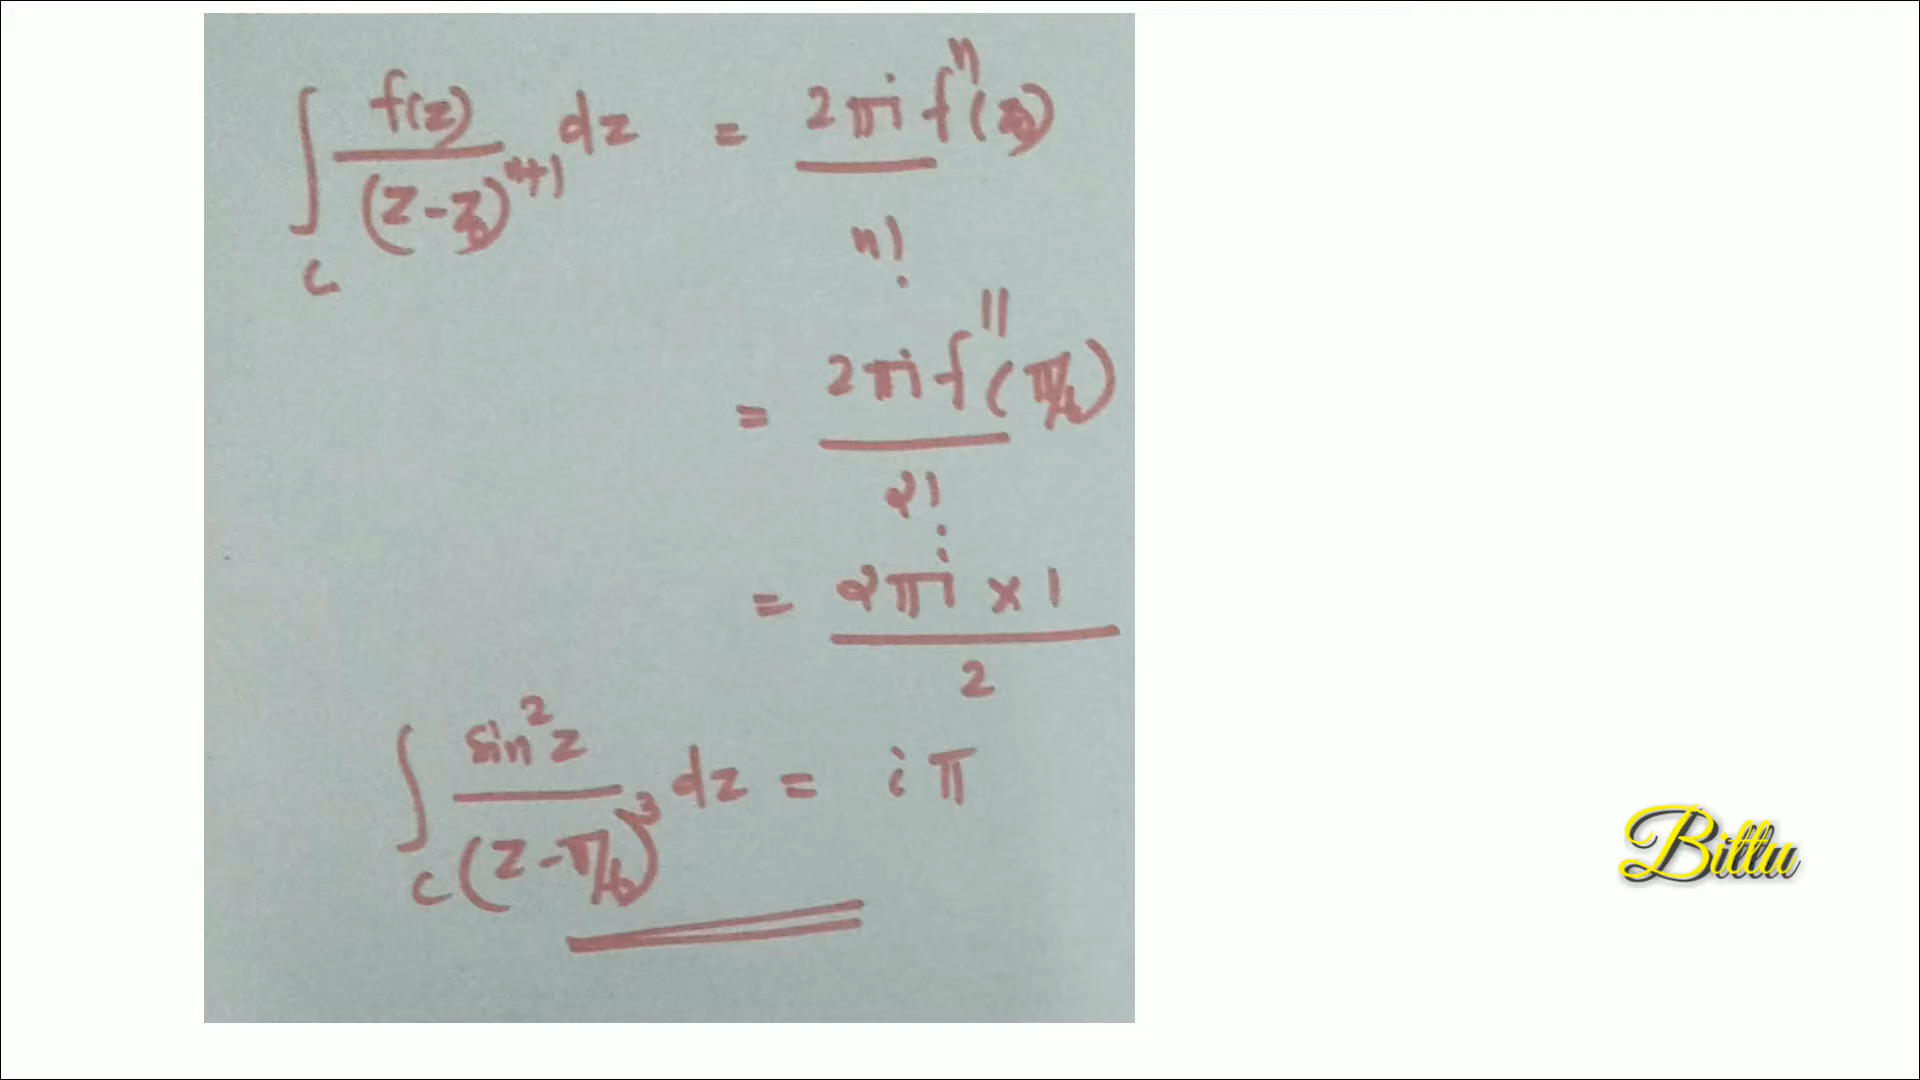 ∫_C f(z)/(z-z₀)^(n+1) dz = 2πi f^n(z₀)/n!
= 2πi f''(π/6)/2!
= 2πi × 1/2
∫_C sin²z/(z-π/6)³ dz = iπ
Bittu